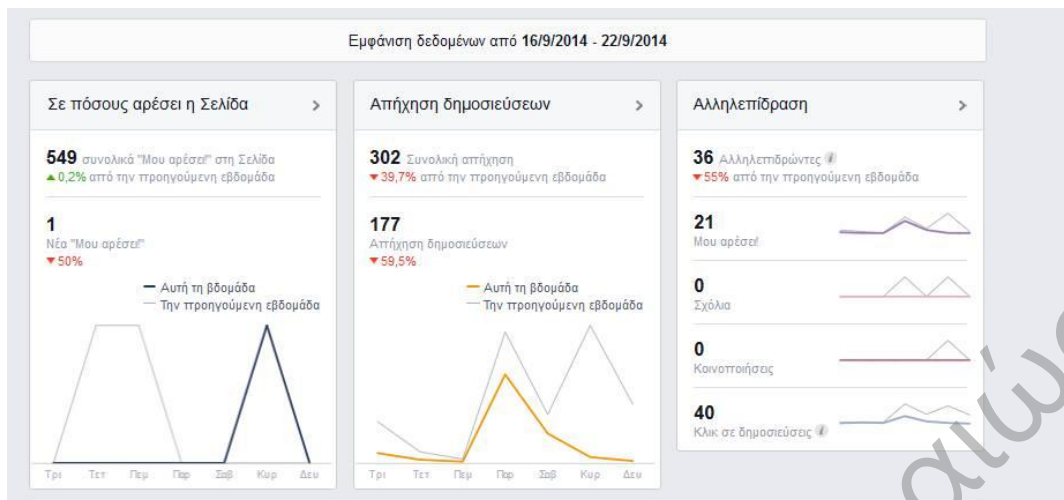 Εμφάνιση δεδομένων από 16/9/2014 - 22/9/2014
Σε πόσους αρέσει η Σελίδα
549 συνολικά "Μου αρέσει!" στη Σελίδα
0,2% από την προηγούμενη εβδομάδα
1
Νέα "Μου αρέσει!"
50%
Αυτή τη βδομάδα
Την προηγούμενη εβδομάδα
Τρι Τετ Πεμ Παρ Σαβ Κυρ Δευ
Απήχηση δημοσιεύσεων
302 Συνολική απήχηση
39,7% από την προηγούμενη εβδομάδα
177
Απήχηση δημοσιεύσεων
59,5%
Αυτή τη βδομάδα
Την προηγούμενη εβδομάδα
Τρι Τετ Πεμ Παρ Σαβ Κυρ Δευ
Αλληλεπίδραση
36 Αλληλεπιδρώντες
55% από την προηγούμενη εβδομάδα
21
Μου αρέσει!
0
Σχόλια
0
Κοινοποιήσεις
40
Κλικ σε δημοσιεύσεις